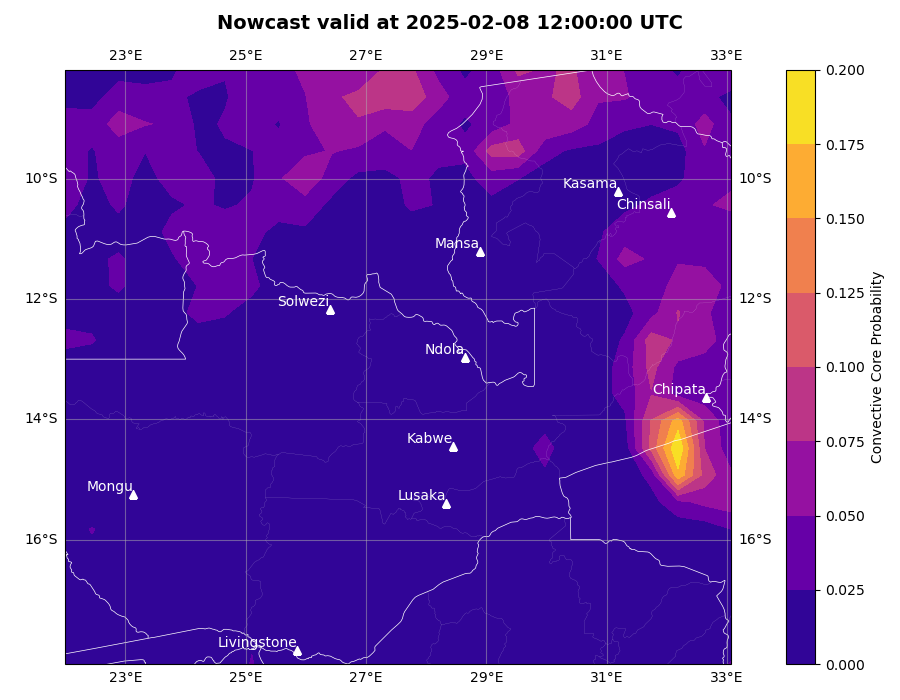 Nowcast valid at 2025-02-08 12:00:00 UTC
23°E 25°E 27°E 29°E 31°E 33°E
0.200
0.175
10°S Kasama 10°S
Chinsali
0.150
Mansa
12°S 12°S
Solwezi
0.125
Ndola
0.100
Chipata
14°S 14°S
Kabwe
0.075
Mongu
Lusaka
0.050
16°S 16°S
0.025
Livingstone
0.000
23°E 25°E 27°E 29°E 31°E 33°E
Convective Core Probability